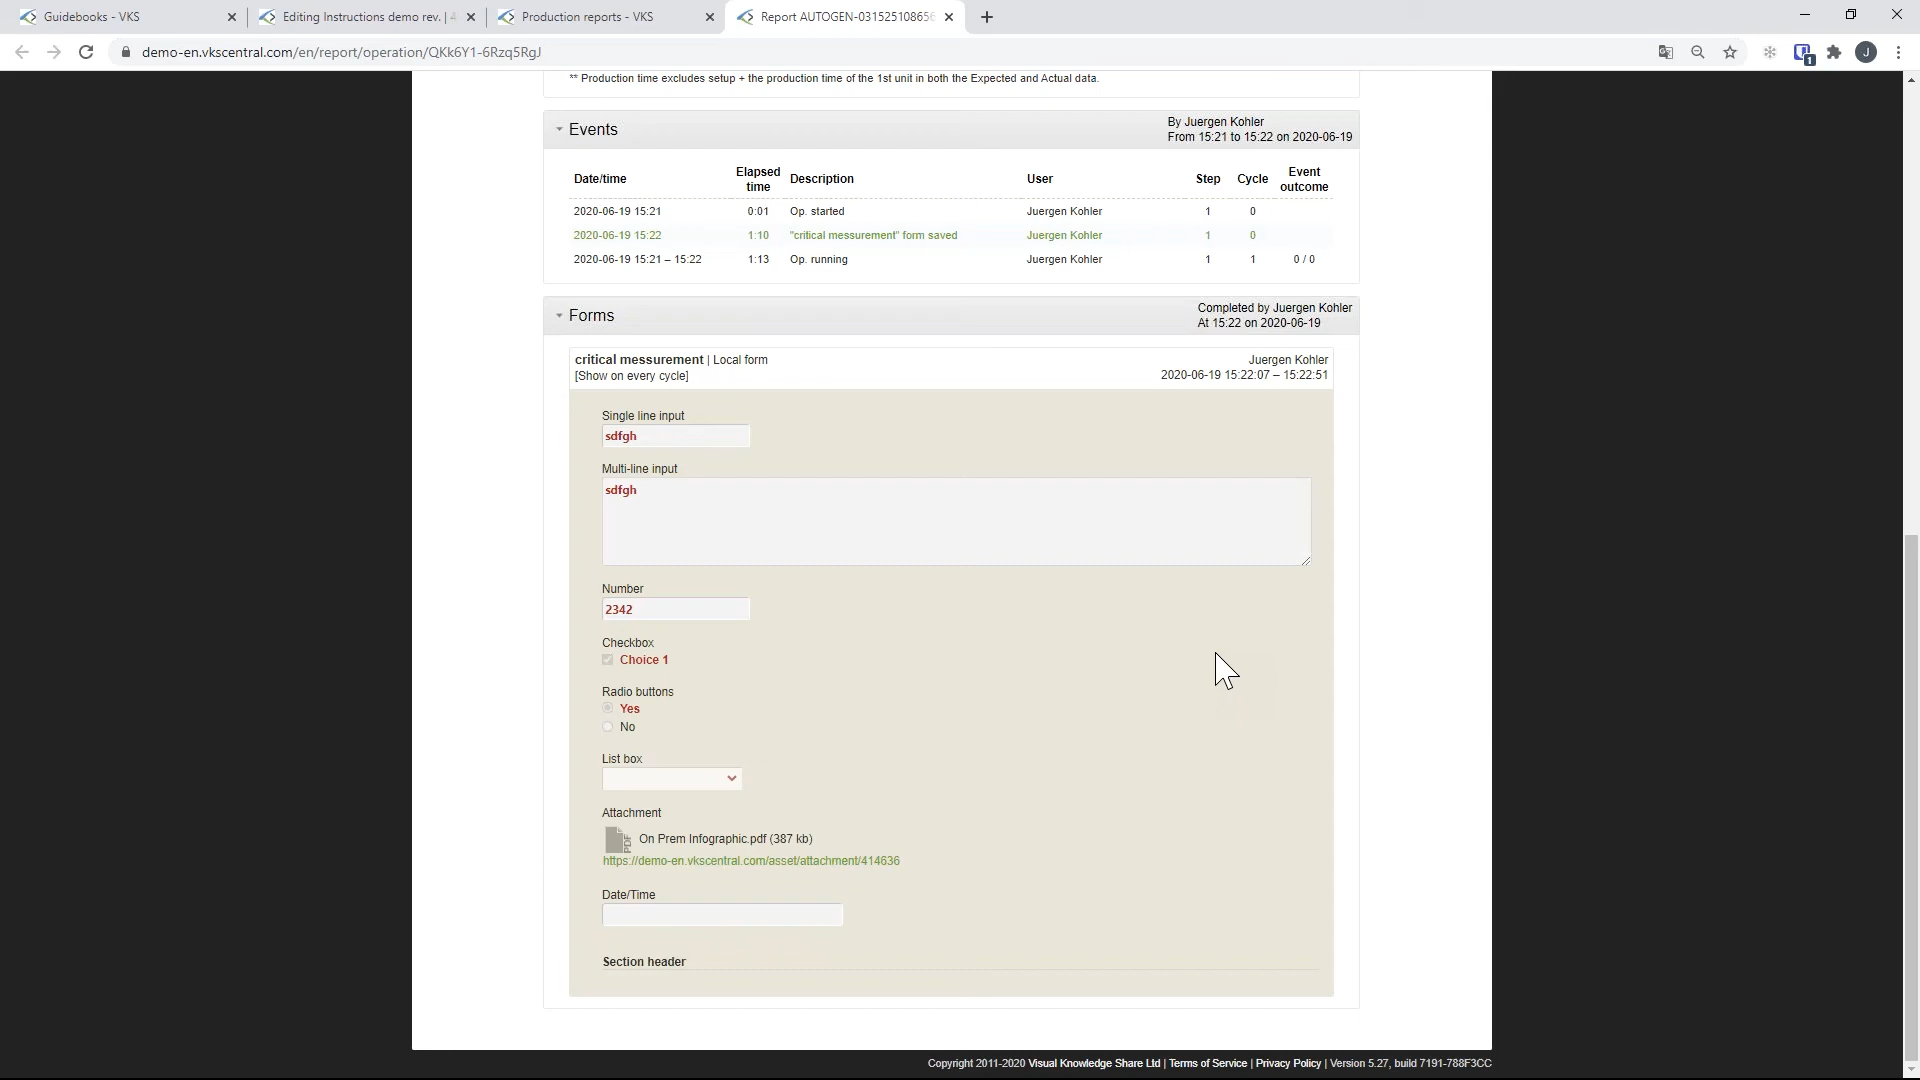 Guidebooks - VKS
Editing Instructions demo rev. | 4
Production reports - VKS
Report AUTOGEN-031525108656
demo-en.vkscentral.com/en/report/operation/QKk6Y1-6Rzq5RgJ
1
J
** Production time excludes setup + the production time of the 1st unit in both the Expected and Actual data.
Events
By Juergen Kohler
From 15:21 to 15:22 on 2020-06-19
Date/time Elapsed time Description User Step Cycle Event outcome
2020-06-19 15:21 0:01 Op. started Juergen Kohler 1 0
2020-06-19 15:22 1:10 "critical messurement" form saved Juergen Kohler 1 0
2020-06-19 15:21 – 15:22 1:13 Op. running Juergen Kohler 1 1 0 / 0
Forms
Completed by Juergen Kohler
At 15:22 on 2020-06-19
critical messurement | Local form
Juergen Kohler
[Show on every cycle]
2020-06-19 15:22:07 – 15:22:51
Single line input
sdfgh
Multi-line input
sdfgh
Number
2342
Checkbox
Choice 1
Radio buttons
Yes
No
List box
Attachment
PDF
On Prem Infographic.pdf (387 kb)
https://demo-en.vkscentral.com/asset/attachment/414636
Date/Time
Section header
Copyright 2011-2020 Visual Knowledge Share Ltd | Terms of Service | Privacy Policy | Version 5.27, build 7191-788F3CC